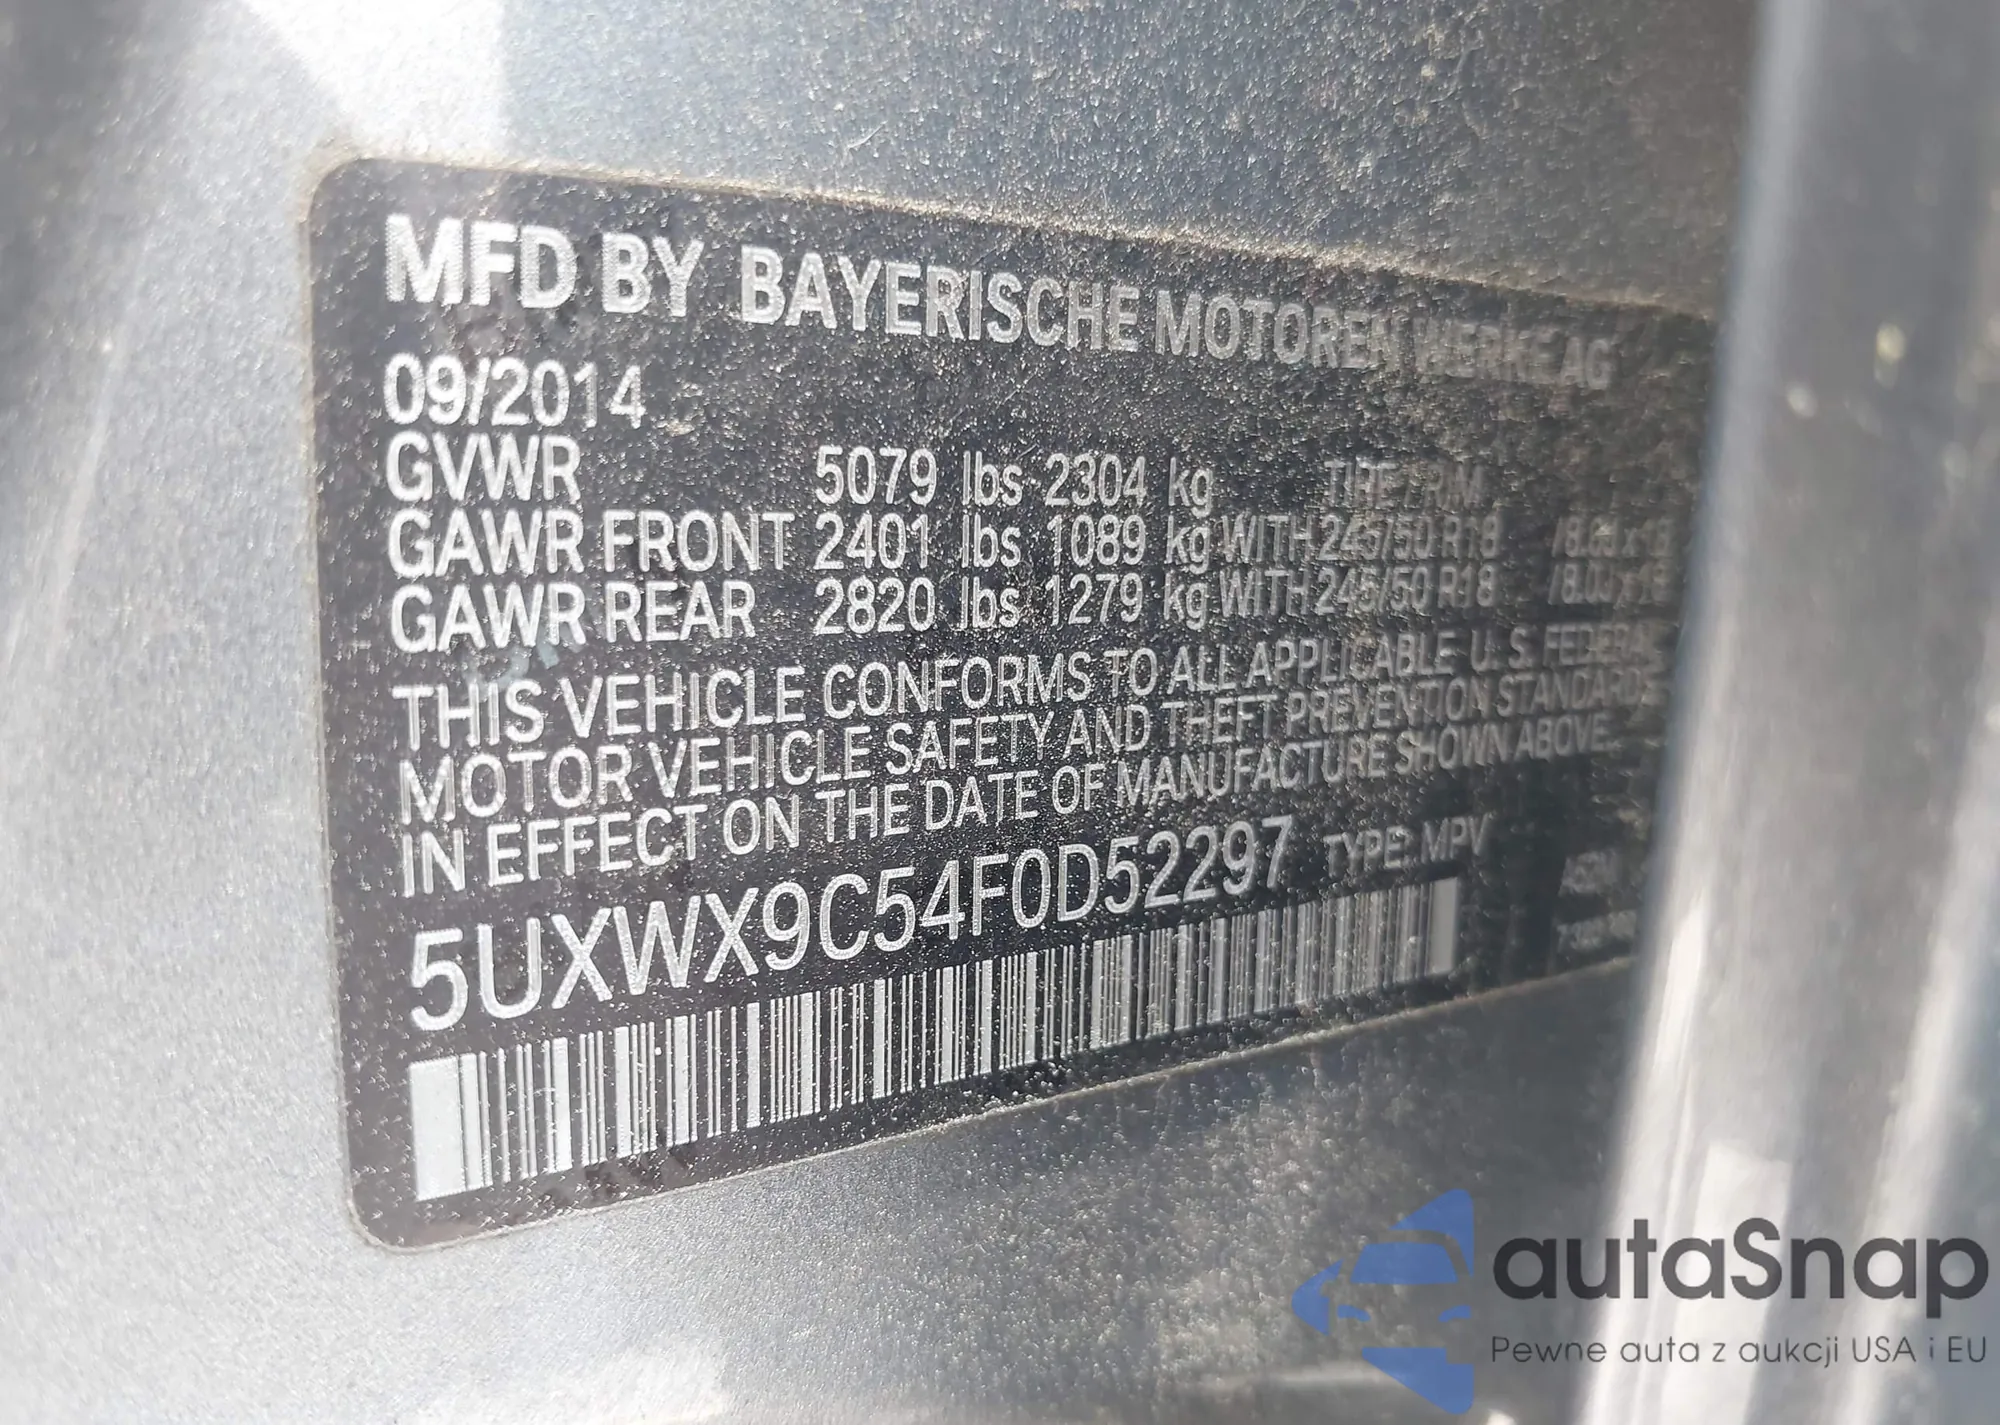 MFD BY BAYERISCHE MOTOREN WERKE AG
09/2014
GVWR 5079 lbs 2304 kg TIRE / RIM
GAWR FRONT 2401 lbs 1089 kg WITH 245/50 R18 /8.0J x 18
GAWR REAR 2820 lbs 1279 kg WITH 245/50 R18 /8.0J x 18
THIS VEHICLE CONFORMS TO ALL APPLICABLE U. S. FEDERAL
MOTOR VEHICLE SAFETY AND THEFT PREVENTION STANDARDS
IN EFFECT ON THE DATE OF MANUFACTURE SHOWN ABOVE.
5UXWX9C54F0D52297 TYPE: MPV
autaSnap
Pewne auta z aukcji USA i EU